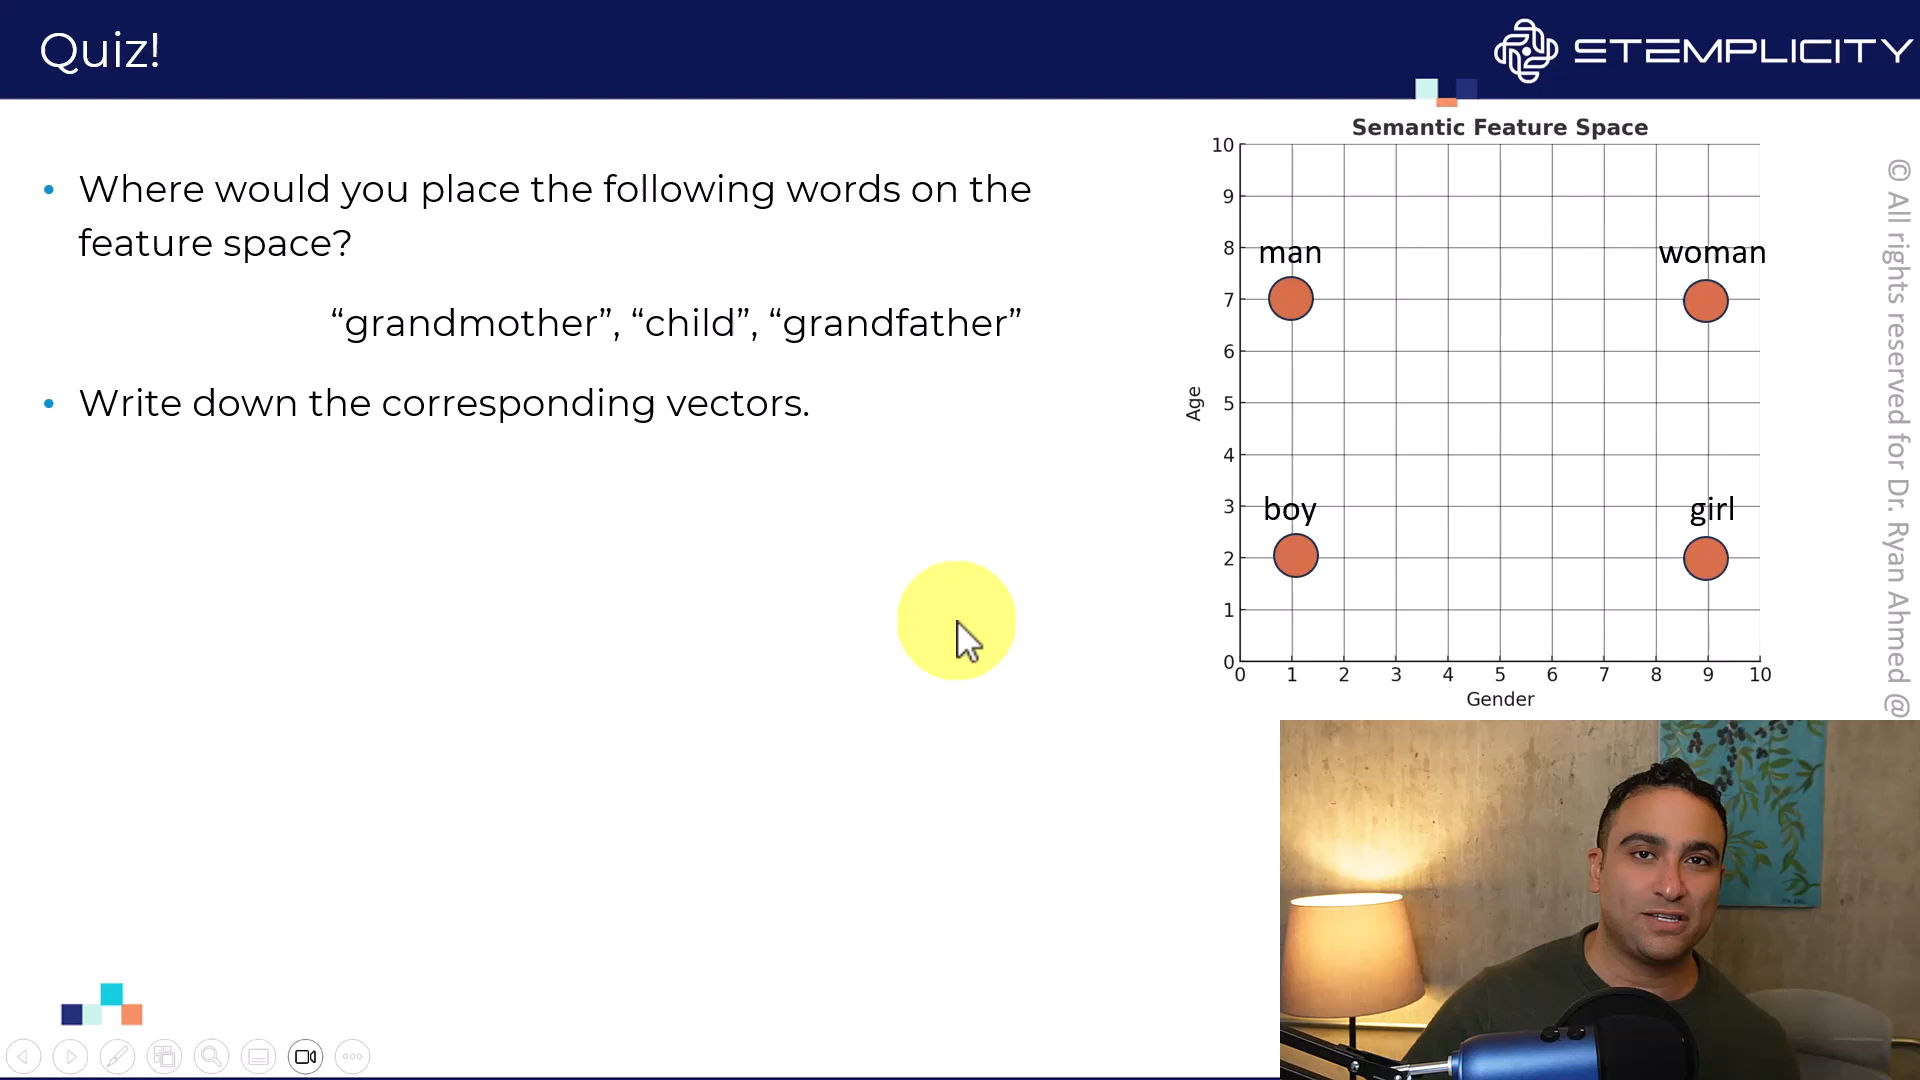 Quiz!
STEMPLICITY
• Where would you place the following words on the
feature space?
“grandmother”, “child”, “grandfather”
• Write down the corresponding vectors.
Semantic Feature Space
10
9
8
7
6
5
4
3
2
1
0
man
woman
boy
girl
Age
0 1 2 3 4 5 6 7 8 9 10
Gender
© All rights reserved for Dr. Ryan Ahmed @